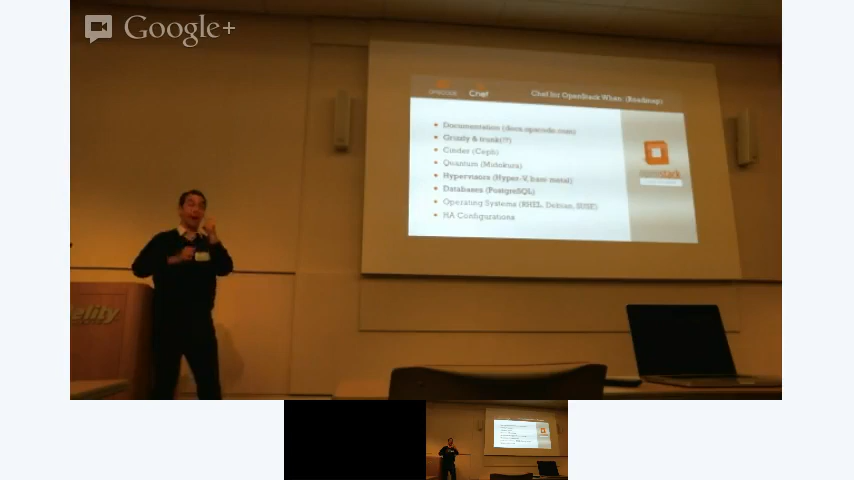 Google+
OPSCODE
Chef
Chef for OpenStack When: (Roadmap)
• Documentation (docs.opscode.com)
• Grizzly & trunk(!?)
• Cinder (Ceph)
• Quantum (Midokura)
• Hypervisors (Hyper-V, bare metal)
• Databases (PostgreSQL)
• Operating Systems (RHEL, Debian, SUSE)
• HA Configurations
openstack
elity